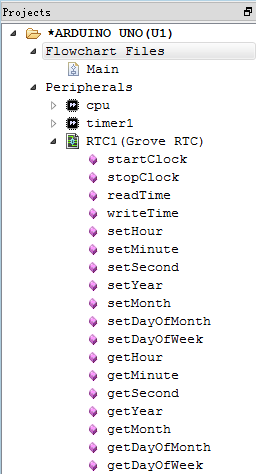 Projects
*ARDUINO UNO(U1)
Flowchart Files
Main
Peripherals
cpu
timer1
RTC1(Grove RTC)
startClock
stopClock
readTime
writeTime
setHour
setMinute
setSecond
setYear
setMonth
setDayOfMonth
setDayOfWeek
getHour
getMinute
getSecond
getYear
getMonth
getDayOfMonth
getDayOfWeek